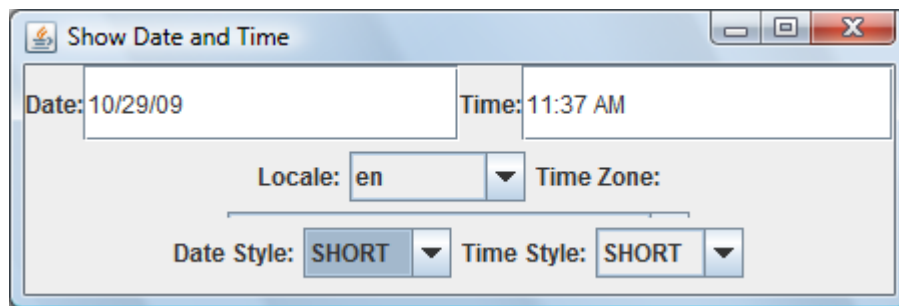 Show Date and Time
Date: 10/29/09 Time: 11:37 AM
Locale: en Time Zone:
Date Style: SHORT Time Style: SHORT